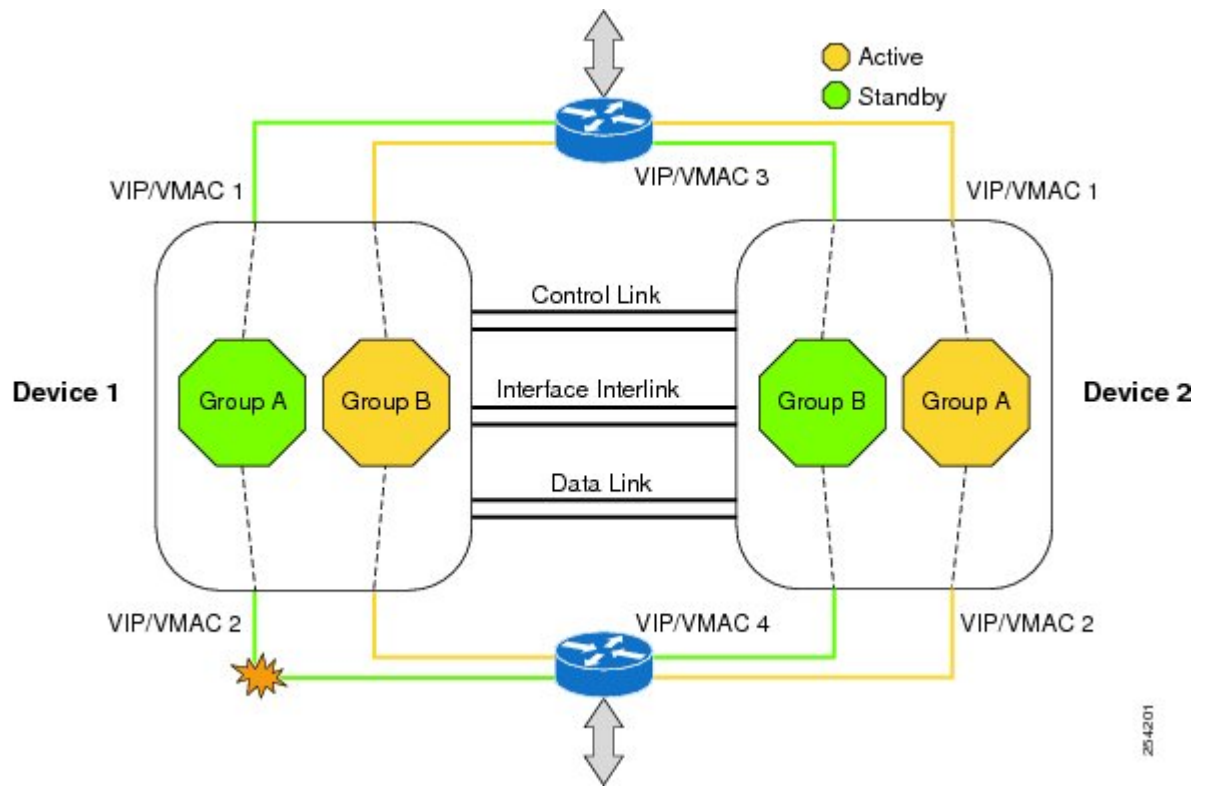 Active
Standby
VIP/VMAC 1
VIP/VMAC 3
VIP/VMAC 1
Control Link
Device 1
Group A
Group B
Interface Interlink
Group B
Group A
Device 2
Data Link
VIP/VMAC 2
VIP/VMAC 4
VIP/VMAC 2
254201